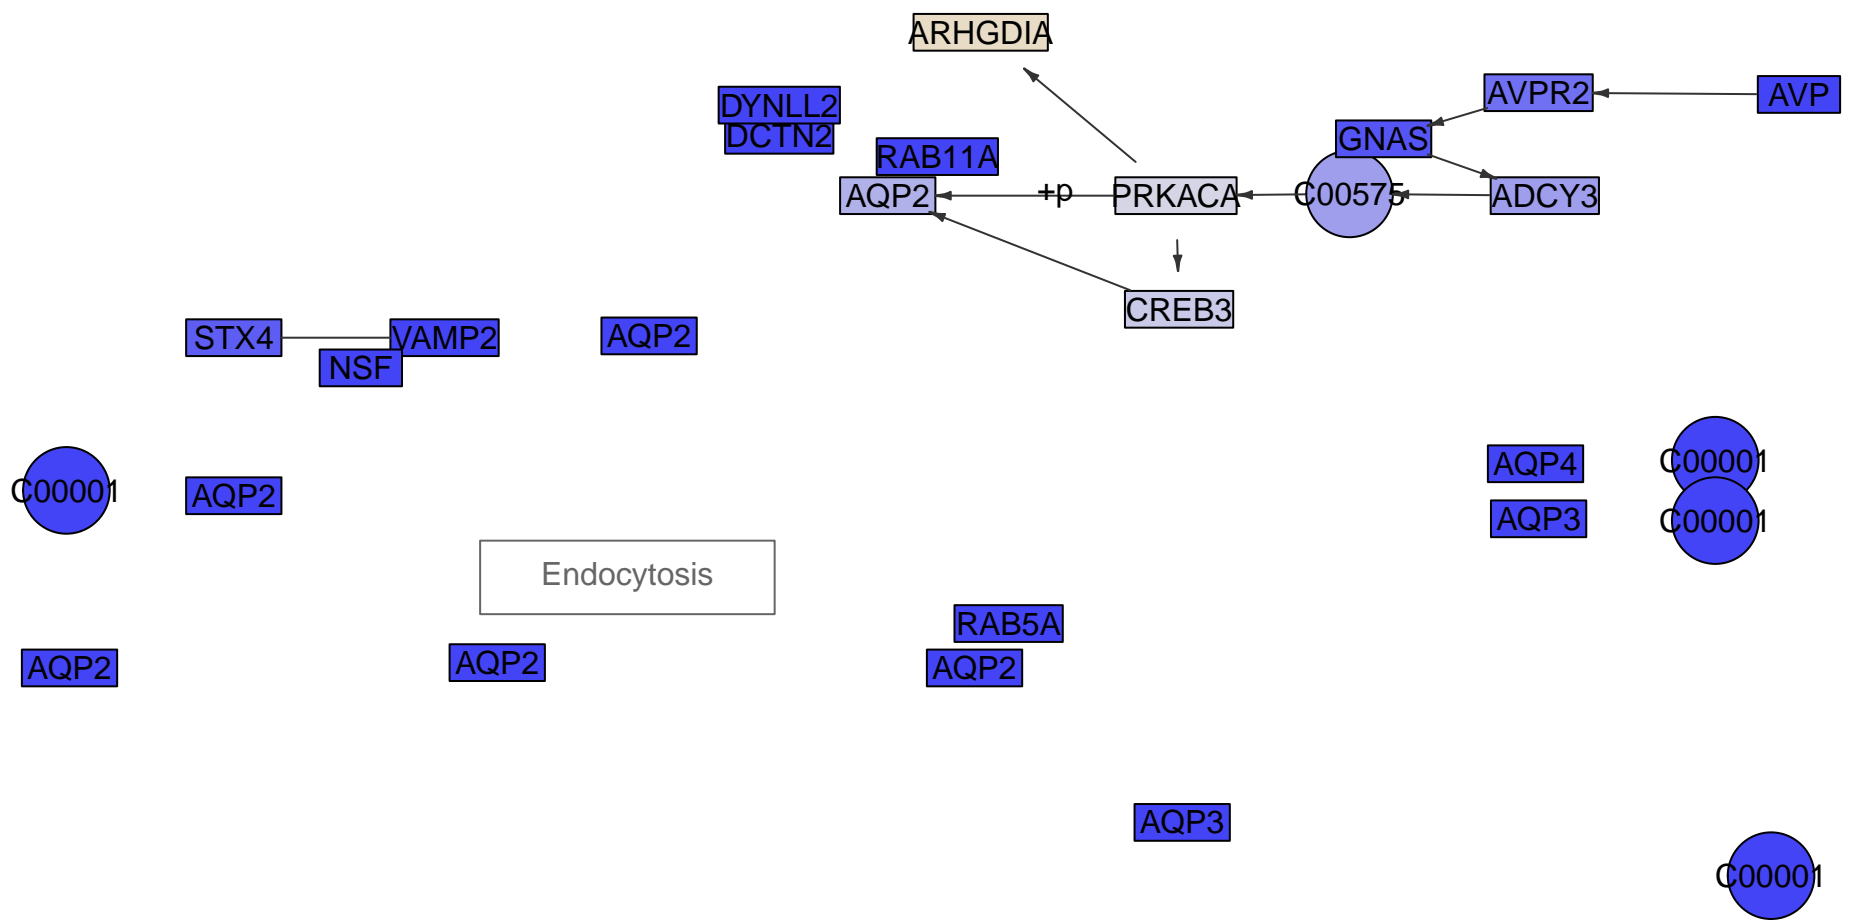 ARHGDIA
DYNLL2
AVPR2
AVP
DCTN2
GNAS
RAB11A
AQP2
+p
PRKACA
C00575
ADCY3
CREB3
STX4
VAMP2
AQP2
NSF
C00001
AQP2
AQP4
C00001
AQP3
C00001
Endocytosis
RAB5A
AQP2
AQP2
AQP2
AQP3
C00001